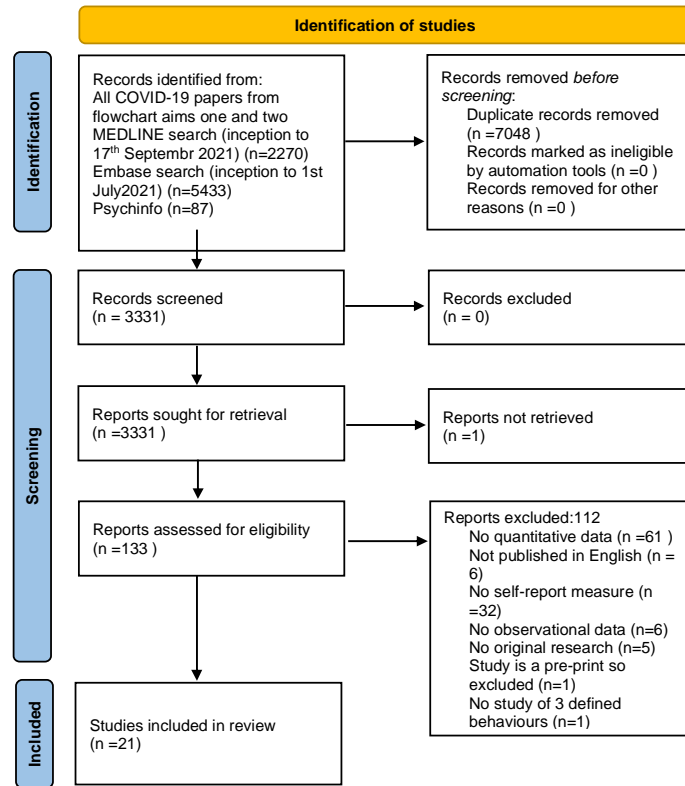 Identification of studies
Identification
Records identified from:
All COVID-19 papers from
flowchart aims one and two
MEDLINE search (inception to
17th Septembr 2021) (n=2270)
Embase search (inception to 1st
July2021) (n=5433)
Psychinfo (n=87)
Records removed before
screening:
Duplicate records removed
(n =7048 )
Records marked as ineligible
by automation tools (n =0 )
Records removed for other
reasons (n =0 )
Screening
Records screened
(n = 3331)
Records excluded
(n = 0)
Reports sought for retrieval
(n =3331 )
Reports not retrieved
(n =1)
Reports assessed for eligibility
(n =133 )
Reports excluded:112
No quantitative data (n =61 )
Not published in English (n =
6)
No self-report measure (n
=32)
No observational data (n=6)
No original research (n=5)
Study is a pre-print so
excluded (n=1)
No study of 3 defined
behaviours (n=1)
Included
Studies included in review
(n =21)